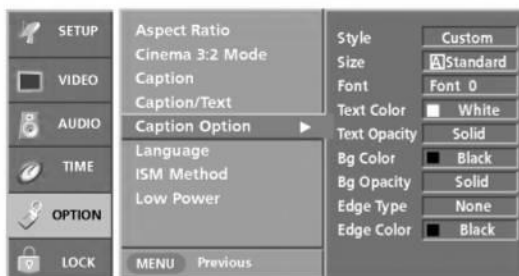 SETUP
VIDEO
AUDIO
TIME
OPTION
LOCK
Aspect Ratio
Cinema 3:2 Mode
Caption
Caption/Text
Caption Option
Language
ISM Method
Low Power
MENU Previous
Style Custom
Size A Standard
Font Font 0
Text Color White
Text Opacity Solid
Bg Color Black
Bg Opacity Solid
Edge Type None
Edge Color Black